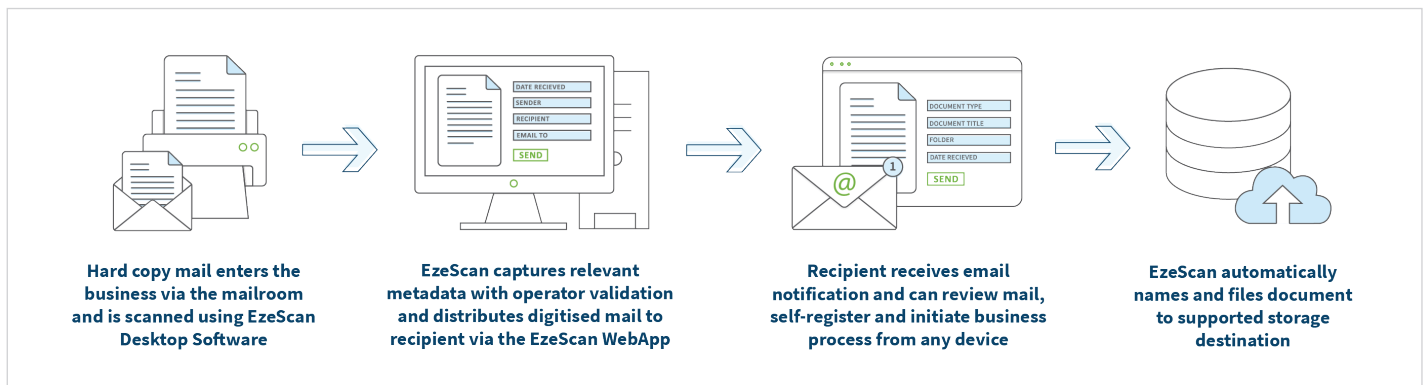 DATE RECIEVED
SENDER
RECIPIENT
EMAIL TO
SEND
DOCUMENT TYPE
DOCUMENT TITLE
FOLDER
DATE RECIEVED
SEND
1
@
Hard copy mail enters the
business via the mailroom
and is scanned using EzeScan
Desktop Software
EzeScan captures relevant
metadata with operator validation
and distributes digitised mail to
recipient via the EzeScan WebApp
Recipient receives email
notification and can review mail,
self-register and initiate business
process from any device
EzeScan automatically
names and files document
to supported storage
destination